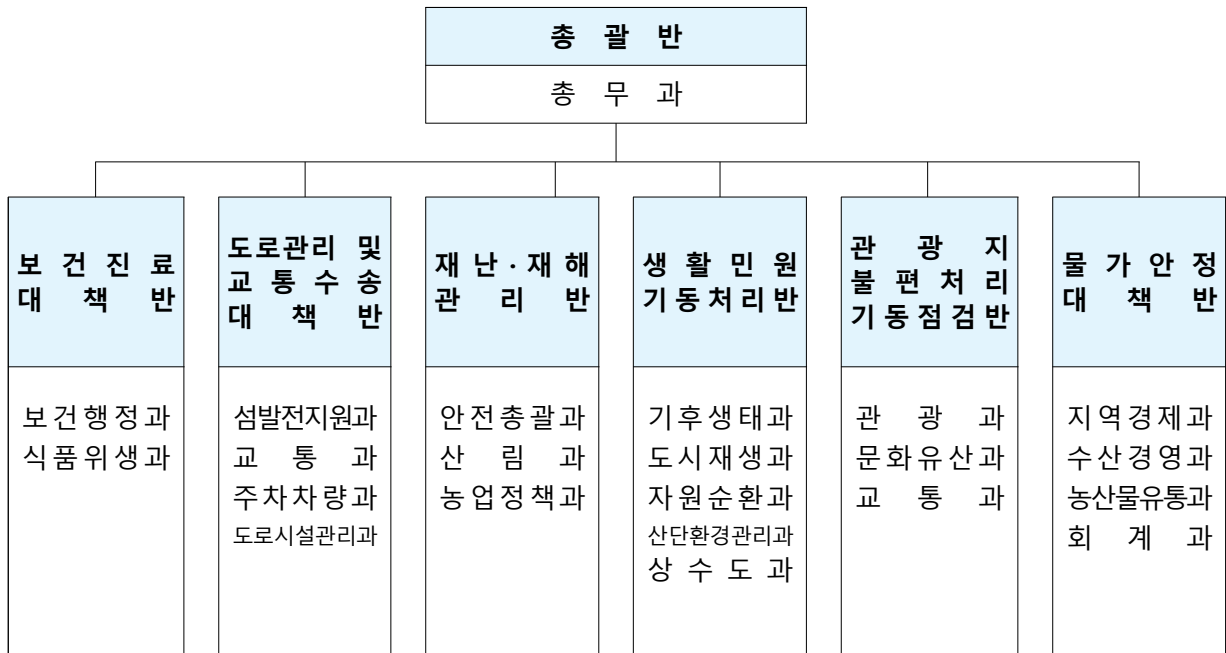 총 괄 반
총 무 과
보 건 진 료
대 책 반
보건행정과
식품위생과
도로관리 및
교 통 수 송
대 책 반
섬발전지원과
교 통 과
주차차량과
도로시설관리과
재 난 · 재 해
관 리 반
안전총괄과
산 림 과
농업정책과
생 활 민 원
기동처리반
기후생태과
도시재생과
자원순환과
산단환경관리과
상 수 도 과
관 광 지
불 편 처 리
기동점검반
관 광 과
문화유산과
교 통 과
물 가 안 정
대 책 반
지역경제과
수산경영과
농산물유통과
회 계 과